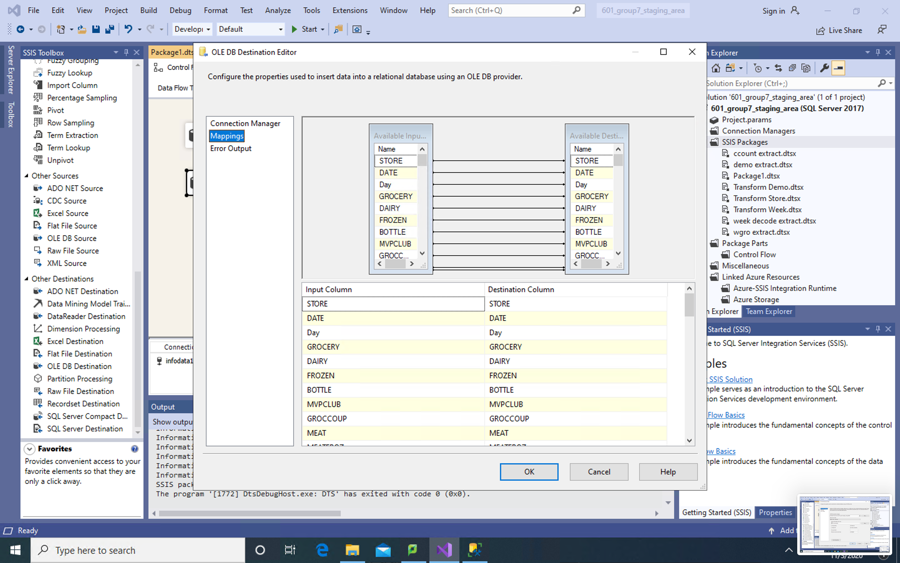 File Edit View Project Build Debug Format Test Analyze Tools Extensions Window Help Search (Ctrl+Q) 601_group7_staging_area Sign in
Develop Default Start Live Share
Server Explorer
Toolbox
SSIS Toolbox
Fuzzy Grouping
Fuzzy Lookup
Import Column
Percentage Sampling
Pivot
Row Sampling
Term Extraction
Term Lookup
Unpivot
Other Sources
ADO NET Source
CDC Source
Excel Source
Flat File Source
OLE DB Source
Raw File Source
XML Source
Other Destinations
ADO NET Destination
Data Mining Model Trai...
DataReader Destination
Dimension Processing
Excel Destination
Flat File Destination
OLE DB Destination
Partition Processing
Raw File Destination
Recordset Destination
SQL Server Compact D...
SQL Server Destination
Favorites
Provides convenient access to your
favorite elements so that they are
only a click away.
Package1.dts
Control F
Data Flow T
Connecti
infodata1
Output
Show outpu
Informati
Informati
Informati
Informati
Informati
SSIS pack
The program '[1772] DtsDebugHost.exe: DTS' has exited with code 0 (0x0).
OLE DB Destination Editor
Configure the properties used to insert data into a relational database using an OLE DB provider.
Connection Manager
Mappings
Error Output
Available Inpu...
Name
STORE
DATE
Day
GROCERY
DAIRY
FROZEN
BOTTLE
MVPCLUB
GROCC
Available Desti...
Name
STORE
DATE
Day
GROCERY
DAIRY
FROZEN
BOTTLE
MVPCLUB
GROCC
Input Column Destination Column
STORE STORE
DATE DATE
Day Day
GROCERY GROCERY
DAIRY DAIRY
FROZEN FROZEN
BOTTLE BOTTLE
MVPCLUB MVPCLUB
GROCCOUP GROCCOUP
MEAT MEAT
OK Cancel Help
n Explorer
Solution Explorer (Ctrl+;)
olution '601_group7_staging_area' (1 of 1 project)
601_group7_staging_area (SQL Server 2017)
Project.params
Connection Managers
SSIS Packages
ccount extract.dtsx
demo extract.dtsx
Package1.dtsx
Transform Demo.dtsx
Transform Store.dtsx
Transform Week.dtsx
week decode extract.dtsx
wgro extract.dtsx
Package Parts
Control Flow
Miscellaneous
Linked Azure Resources
Azure-SSIS Integration Runtime
Azure Storage
n Explorer Team Explorer
Started (SSIS)
e to SQL Server Integration Services (SSIS).
ples
SSIS Solution
mple serves as an introduction to the SQL Server
tion Services development environment.
Flow Basics
mple introduces the fundamental concepts of the control
w Basics
mple introduces the fundamental concepts of the data
Getting Started (SSIS) Properties
Ready
Add t
Type here to search